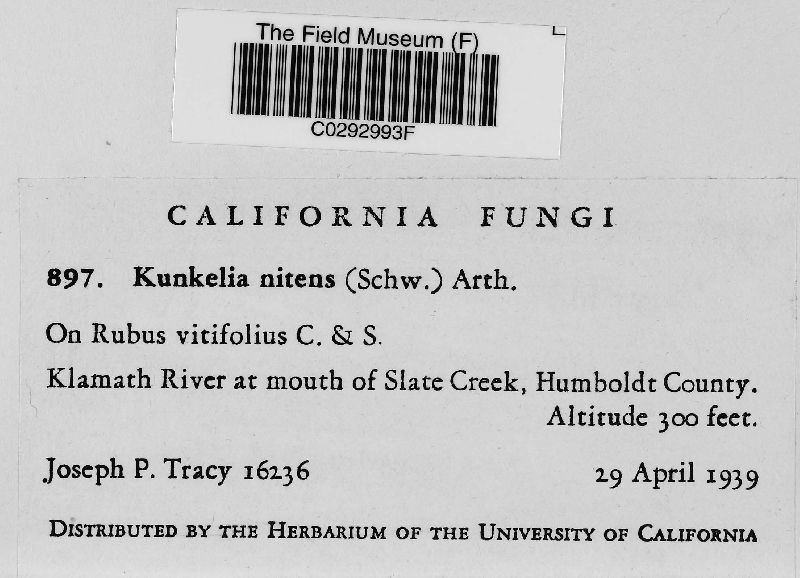 The Field Museum (F)
C0292993F
CALIFORNIA FUNGI
897. Kunkelia nitens (Schw.) Arth.
On Rubus vitifolius C. & S.
Klamath River at mouth of Slate Creek, Humboldt County.
Altitude 300 feet.
Joseph P. Tracy 16236
29 April 1939
DISTRIBUTED BY THE HERBARIUM OF THE UNIVERSITY OF CALIFORNIA